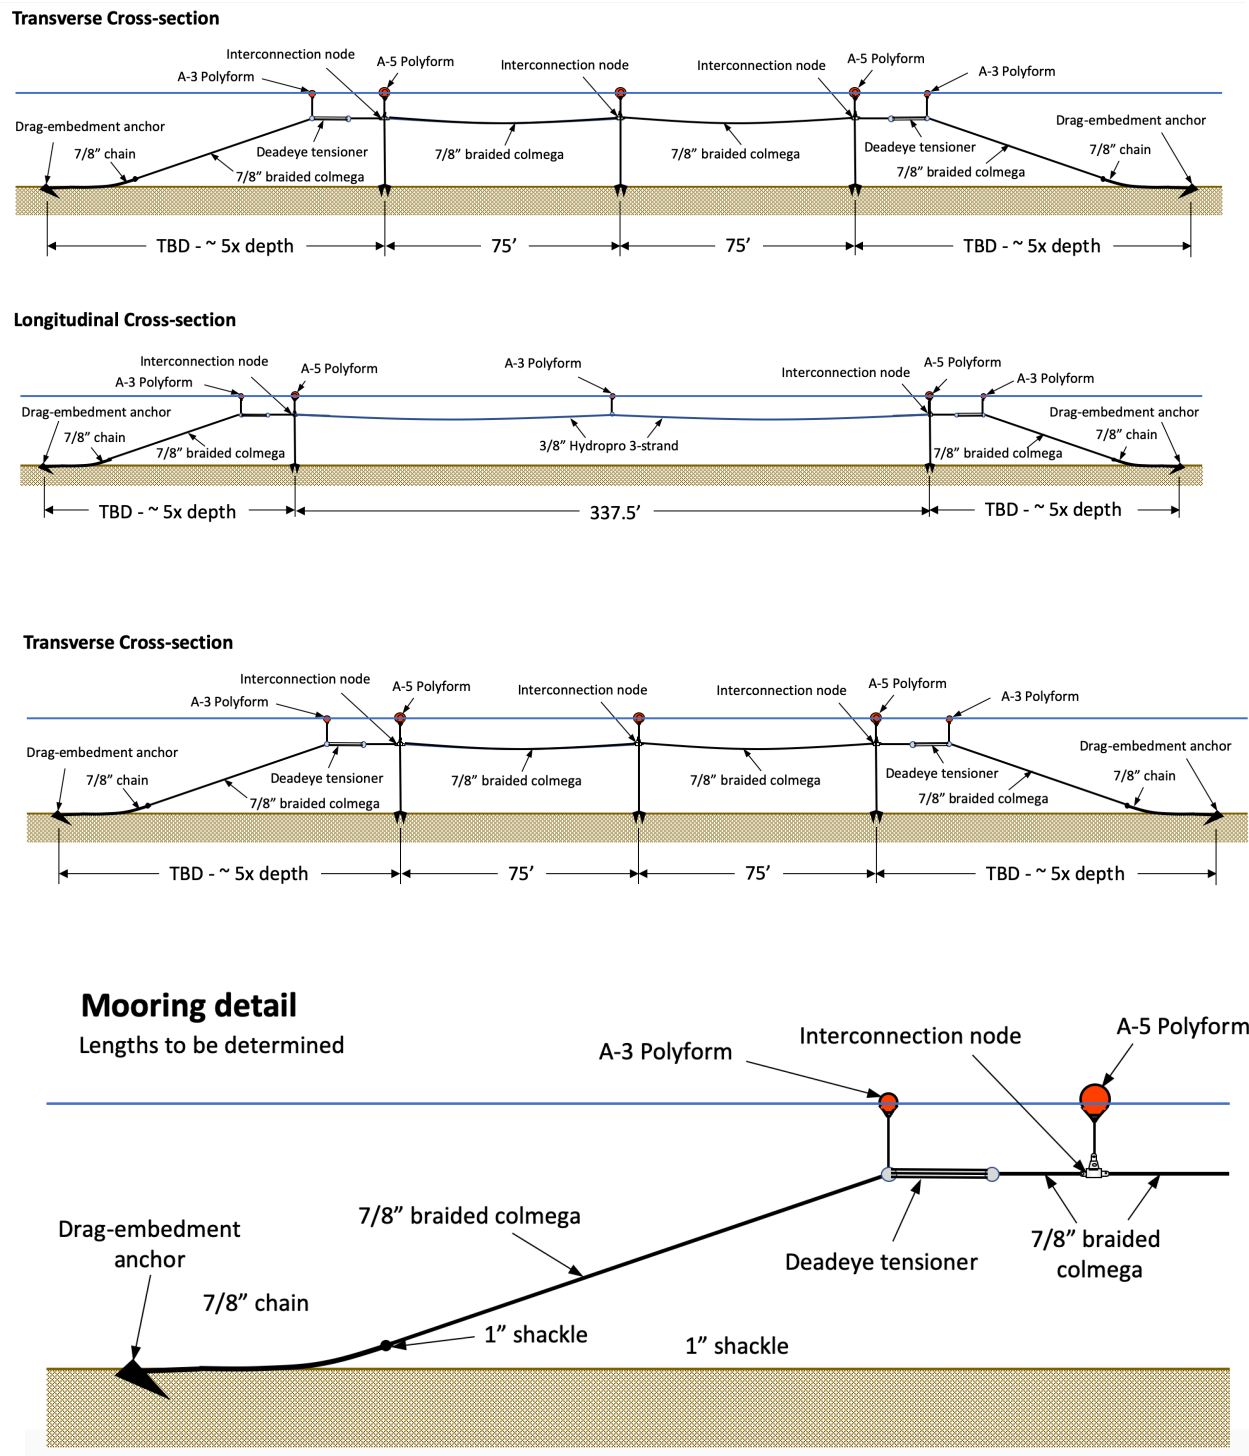 Transverse Cross-section
Interconnection node
A-5 Polyform
Interconnection node
Interconnection node
A-5 Polyform
A-3 Polyform
A-3 Polyform
Drag-embedment anchor
Drag-embedment anchor
7/8” chain
Deadeye tensioner
7/8” braided colmega
7/8” braided colmega
Deadeye tensioner
7/8” chain
7/8” braided colmega
7/8” braided colmega
TBD - ~ 5x depth
75’
75’
TBD - ~ 5x depth
Longitudinal Cross-section
Interconnection node
A-5 Polyform
A-3 Polyform
Interconnection node
A-5 Polyform
A-3 Polyform
A-3 Polyform
Drag-embedment anchor
Drag-embedment anchor
7/8” chain
7/8” braided colmega
3/8” Hydropro 3-strand
7/8” braided colmega
7/8” chain
TBD - ~ 5x depth
337.5’
TBD - ~ 5x depth
Transverse Cross-section
Interconnection node
A-5 Polyform
Interconnection node
Interconnection node
A-5 Polyform
A-3 Polyform
A-3 Polyform
Drag-embedment anchor
Drag-embedment anchor
7/8” chain
Deadeye tensioner
7/8” braided colmega
7/8” braided colmega
Deadeye tensioner
7/8” chain
7/8” braided colmega
7/8” braided colmega
TBD - ~ 5x depth
75’
75’
TBD - ~ 5x depth
Mooring detail
Lengths to be determined
A-3 Polyform
Interconnection node
A-5 Polyform
Drag-embedment
anchor
7/8” braided colmega
Deadeye tensioner
7/8” braided
colmega
7/8” chain
1” shackle
1” shackle